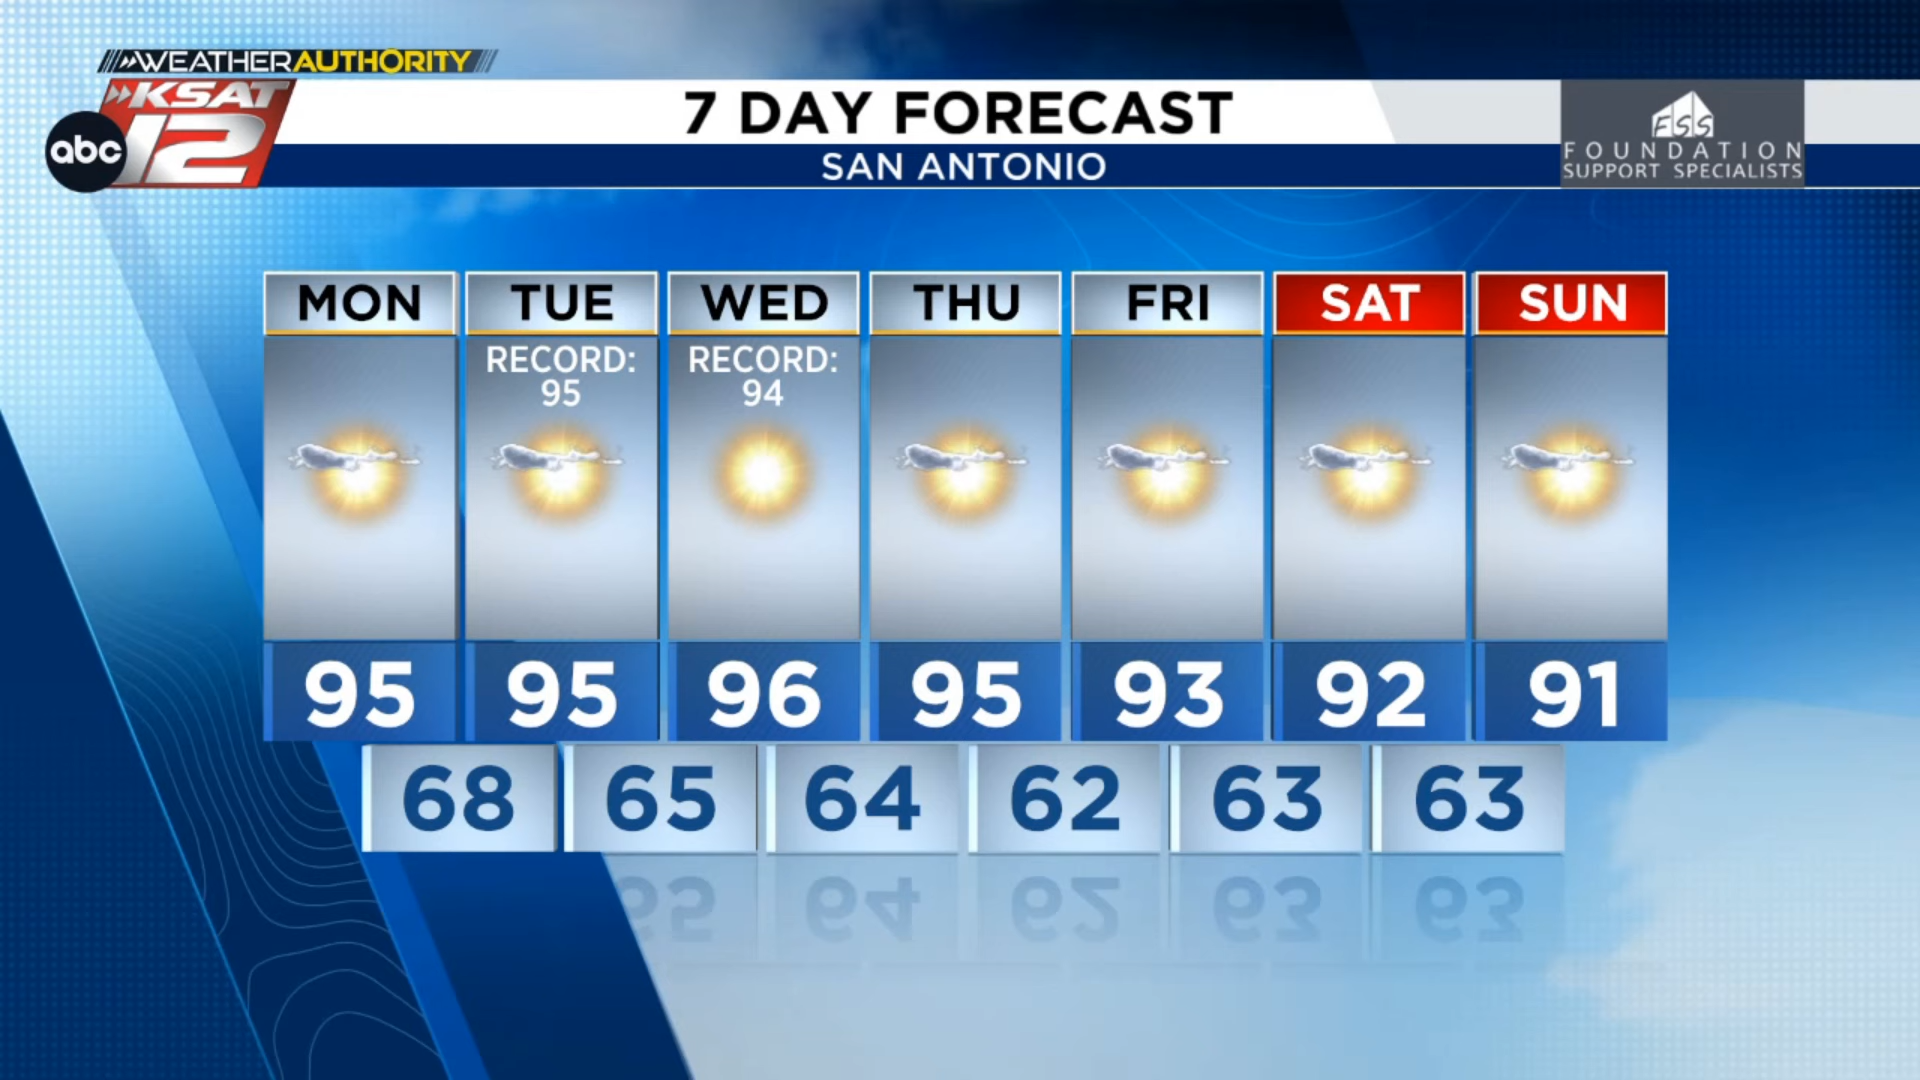 WEATHERAUTHORITY
KSAT
abc 12
7 DAY FORECAST
SAN ANTONIO
FSS
FOUNDATION
SUPPORT SPECIALISTS
MON TUE WED THU FRI SAT SUN
RECORD: RECORD:
95 94
95 95 96 95 93 92 91
68 65 64 62 63 63